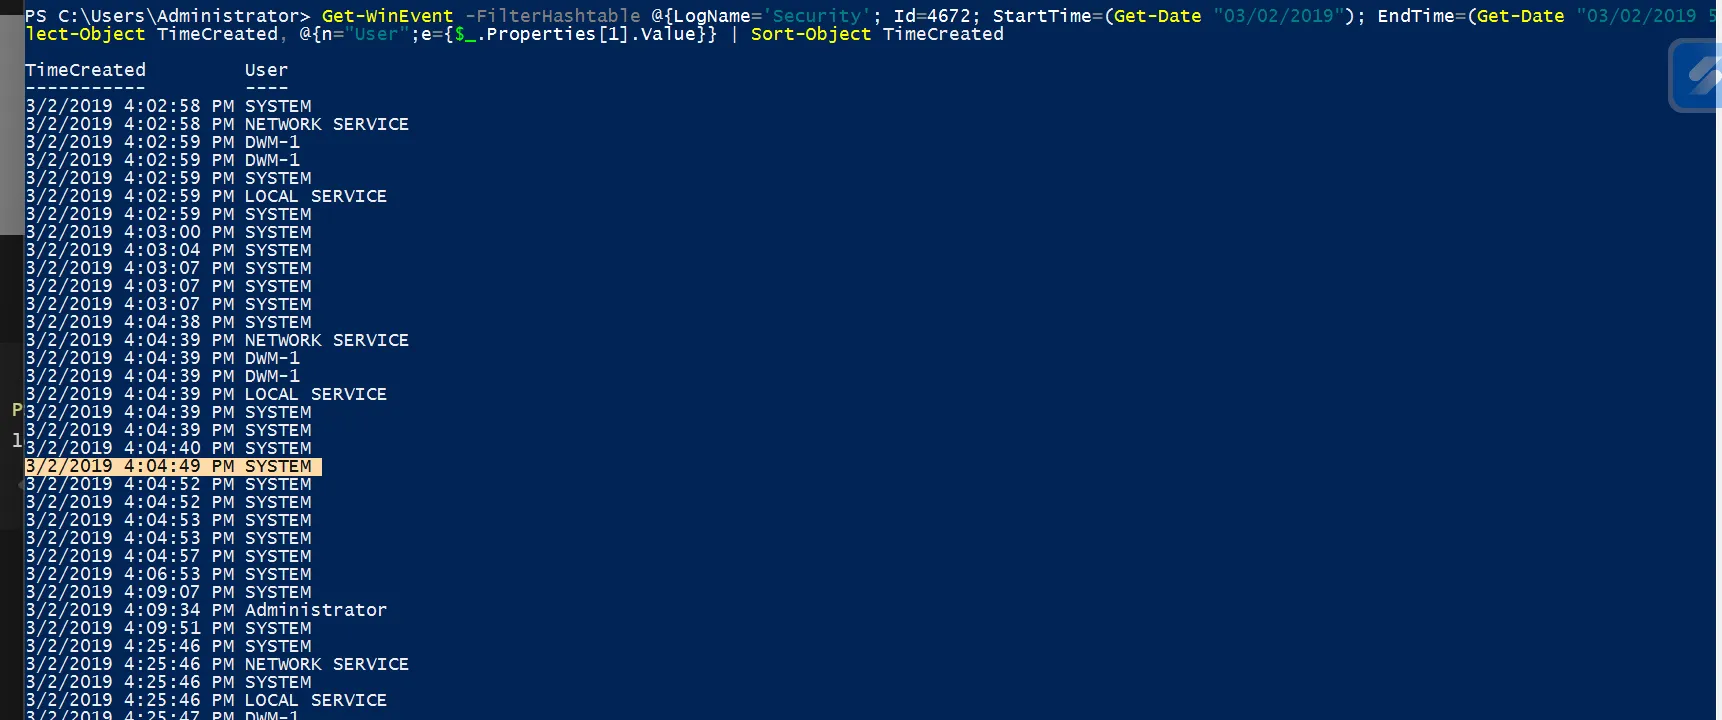 PS C:\Users\Administrator> Get-WinEvent -FilterHashtable @{LogName='Security'; Id=4672; StartTime=(Get-Date "03/02/2019"); EndTime=(Get-Date "03/02/2019 5
lect-Object TimeCreated, @{n="User";e={$_.Properties[1].Value}} | Sort-Object TimeCreated
TimeCreated User
----------- ----
3/2/2019 4:02:58 PM SYSTEM
3/2/2019 4:02:58 PM NETWORK SERVICE
3/2/2019 4:02:59 PM DWM-1
3/2/2019 4:02:59 PM DWM-1
3/2/2019 4:02:59 PM SYSTEM
3/2/2019 4:02:59 PM LOCAL SERVICE
3/2/2019 4:02:59 PM SYSTEM
3/2/2019 4:03:00 PM SYSTEM
3/2/2019 4:03:04 PM SYSTEM
3/2/2019 4:03:07 PM SYSTEM
3/2/2019 4:03:07 PM SYSTEM
3/2/2019 4:03:07 PM SYSTEM
3/2/2019 4:04:38 PM SYSTEM
3/2/2019 4:04:39 PM NETWORK SERVICE
3/2/2019 4:04:39 PM DWM-1
3/2/2019 4:04:39 PM DWM-1
3/2/2019 4:04:39 PM LOCAL SERVICE
3/2/2019 4:04:39 PM SYSTEM
3/2/2019 4:04:39 PM SYSTEM
3/2/2019 4:04:40 PM SYSTEM
3/2/2019 4:04:49 PM SYSTEM
3/2/2019 4:04:52 PM SYSTEM
3/2/2019 4:04:52 PM SYSTEM
3/2/2019 4:04:53 PM SYSTEM
3/2/2019 4:04:53 PM SYSTEM
3/2/2019 4:04:57 PM SYSTEM
3/2/2019 4:06:53 PM SYSTEM
3/2/2019 4:09:07 PM SYSTEM
3/2/2019 4:09:34 PM Administrator
3/2/2019 4:09:51 PM SYSTEM
3/2/2019 4:25:46 PM SYSTEM
3/2/2019 4:25:46 PM NETWORK SERVICE
3/2/2019 4:25:46 PM SYSTEM
3/2/2019 4:25:46 PM LOCAL SERVICE
3/2/2019 4:25:47 PM DWM-1